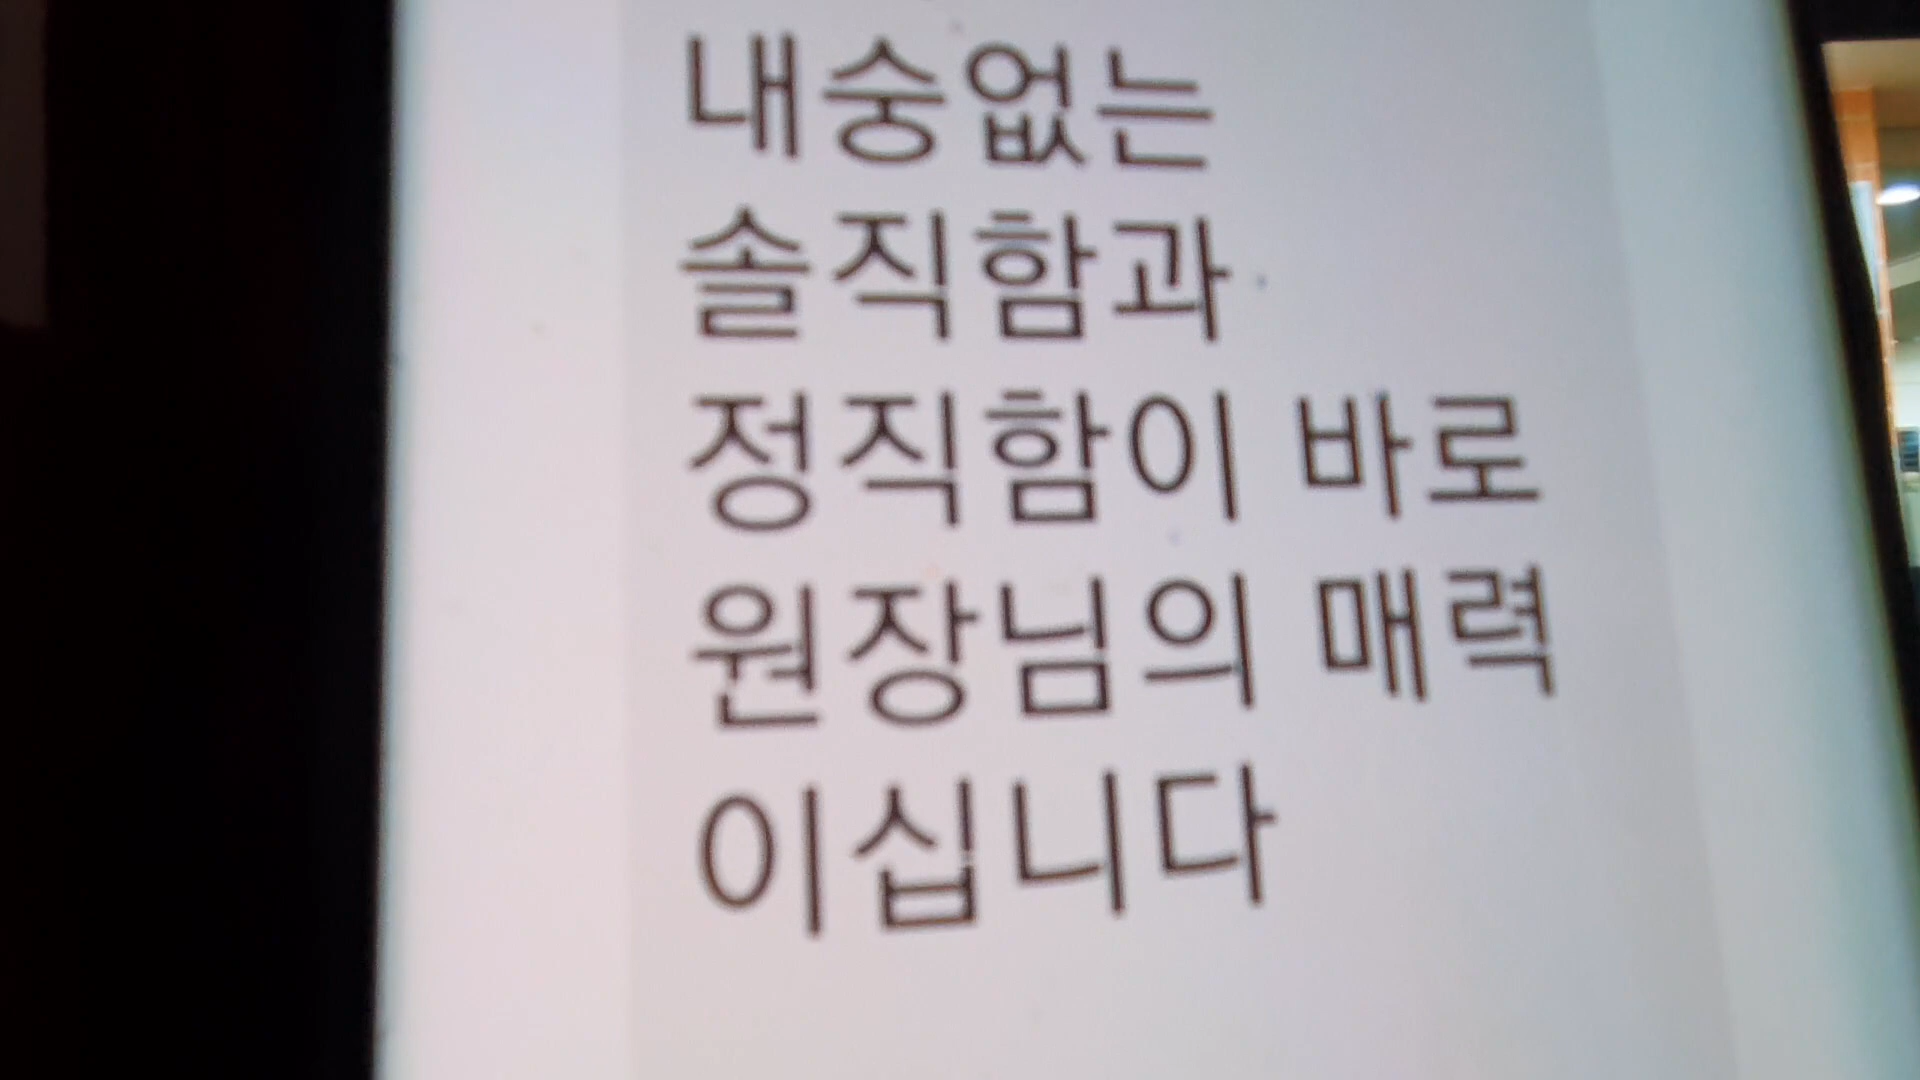 내숭없는
솔직함과
정직함이 바로
원장님의 매력
이십니다